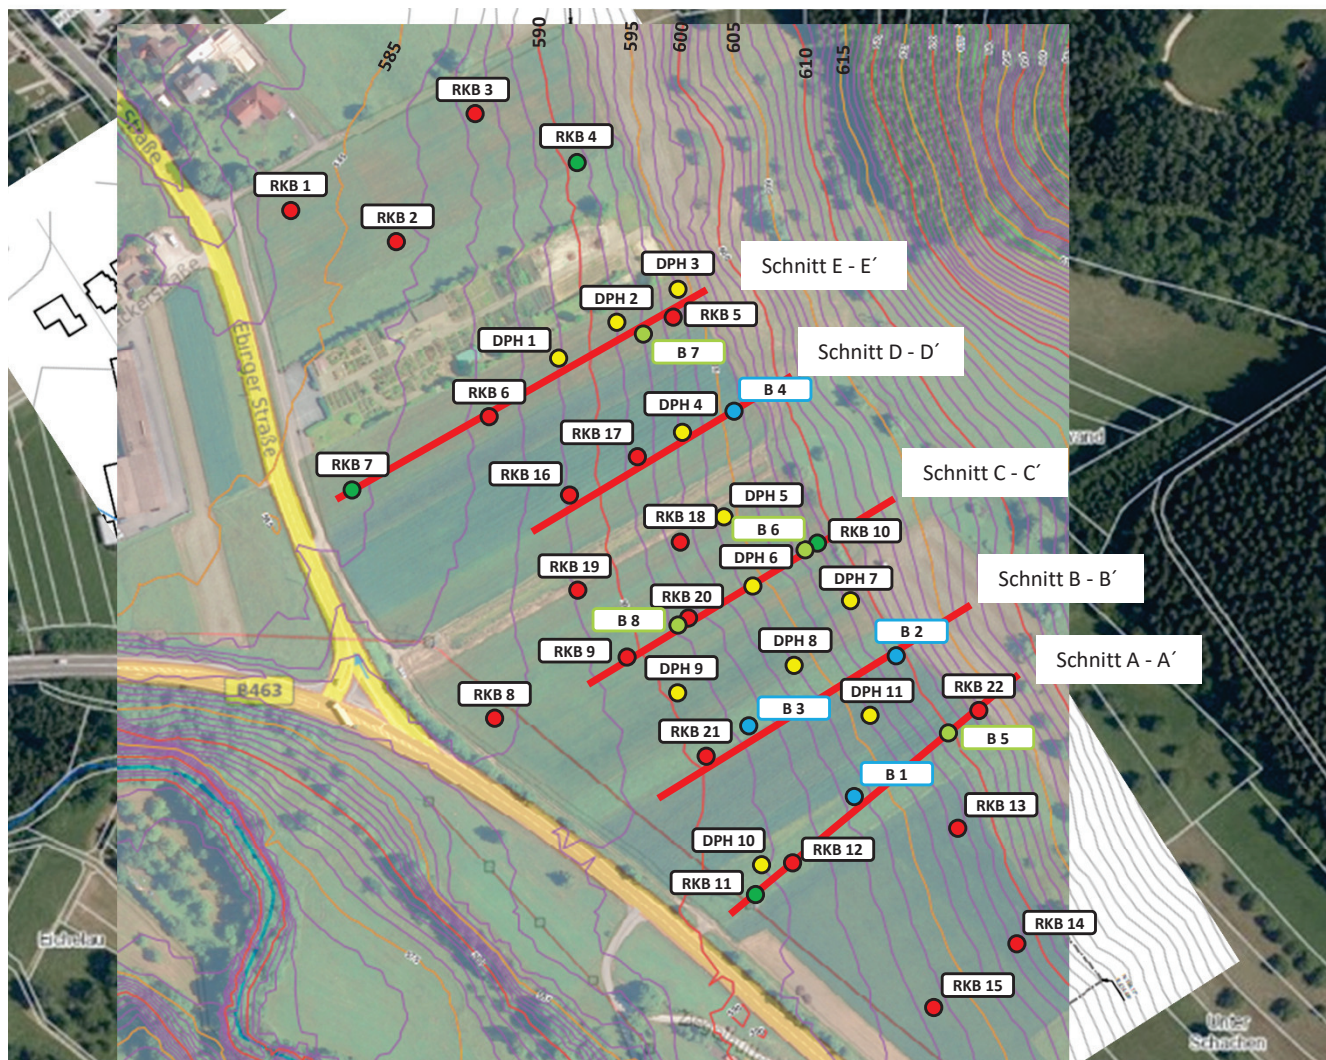 585
590
595
600
605
610
615
RKB 3
RKB 4
RKB 1
RKB 2
Straße
DPH 3
Schnitt E - E´
DPH 2
RKB 5
DPH 1
B 7
Schnitt D - D´
B 4
RKB 6
DPH 4
RKB 17
Ebinger Straße
RKB 7
RKB 16
Schnitt C - C´
DPH 5
RKB 18
B 6
RKB 10
DPH 6
RKB 19
DPH 7
Schnitt B - B´
RKB 20
B 8
B 2
RKB 9
DPH 8
Schnitt A - A´
DPH 9
RKB 22
B463
RKB 8
B 3
DPH 11
RKB 21
B 5
B 1
RKB 13
DPH 10
RKB 12
RKB 11
RKB 14
Eichelau
RKB 15
Unter
Schachen